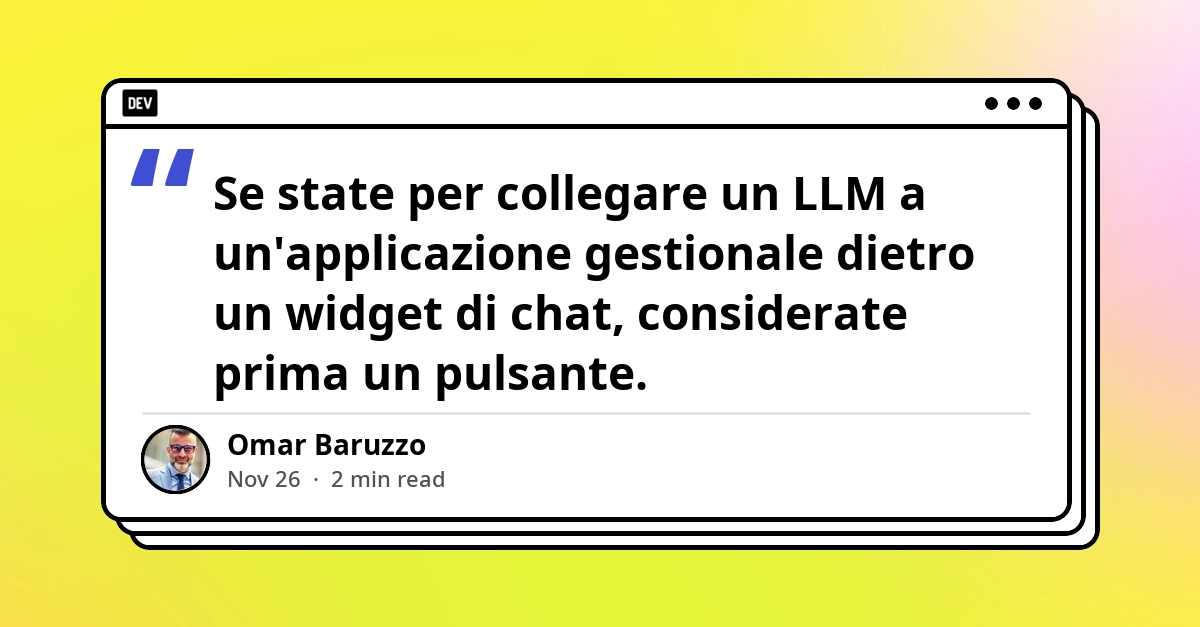 DEV
“
Se state per collegare un LLM a
un'applicazione gestionale dietro
un widget di chat, considerate
prima un pulsante.
Omar Baruzzo
Nov 26 · 2 min read